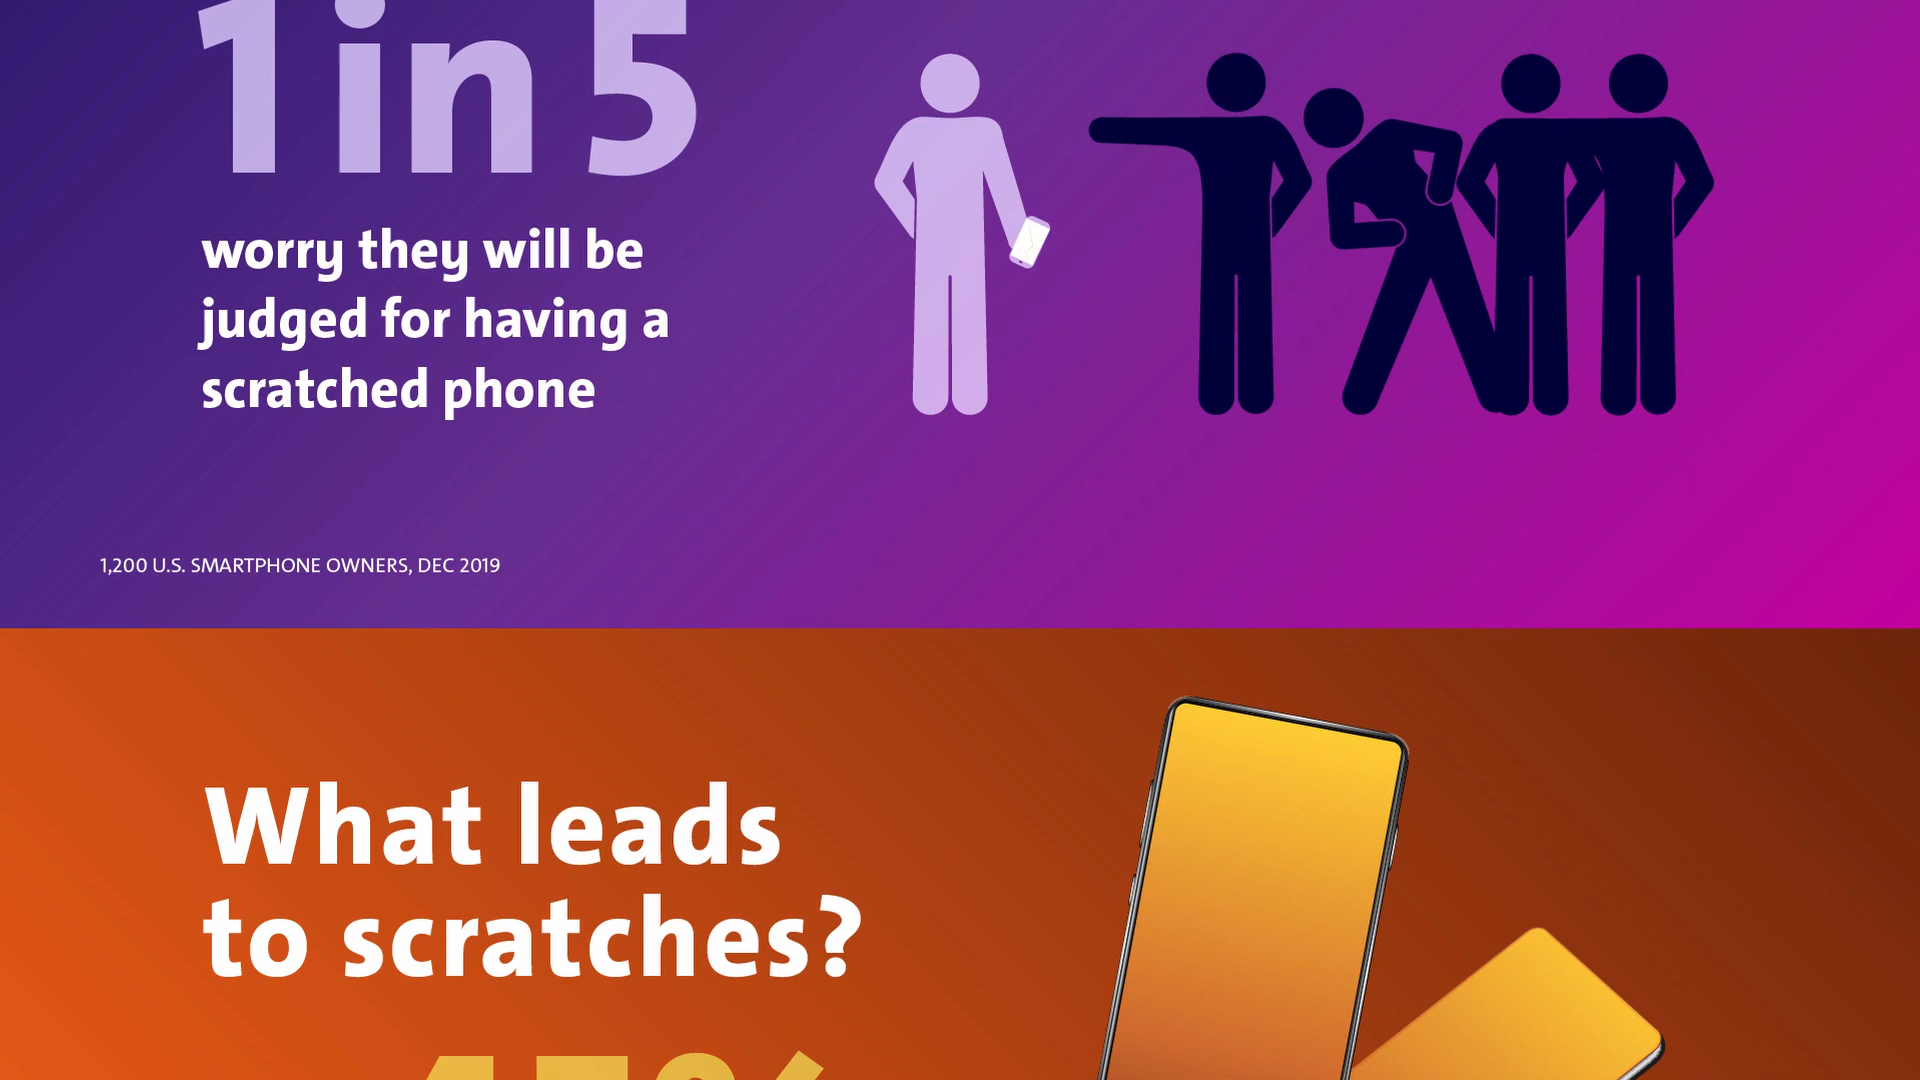 1 in 5
worry they will be
judged for having a
scratched phone
1,200 U.S. SMARTPHONE OWNERS, DEC 2019
What leads
to scratches?